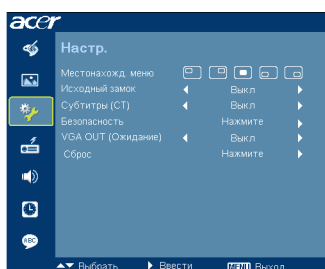 acer
Настр.
Местонахожд. меню
Исходный замок Выкл
Субтитры (СТ) Выкл
Безопасность Нажмите
VGA OUT (Ожидание) Выкл
Сброс Нажмите
ABC
Выбрать Ввести MENU Выход